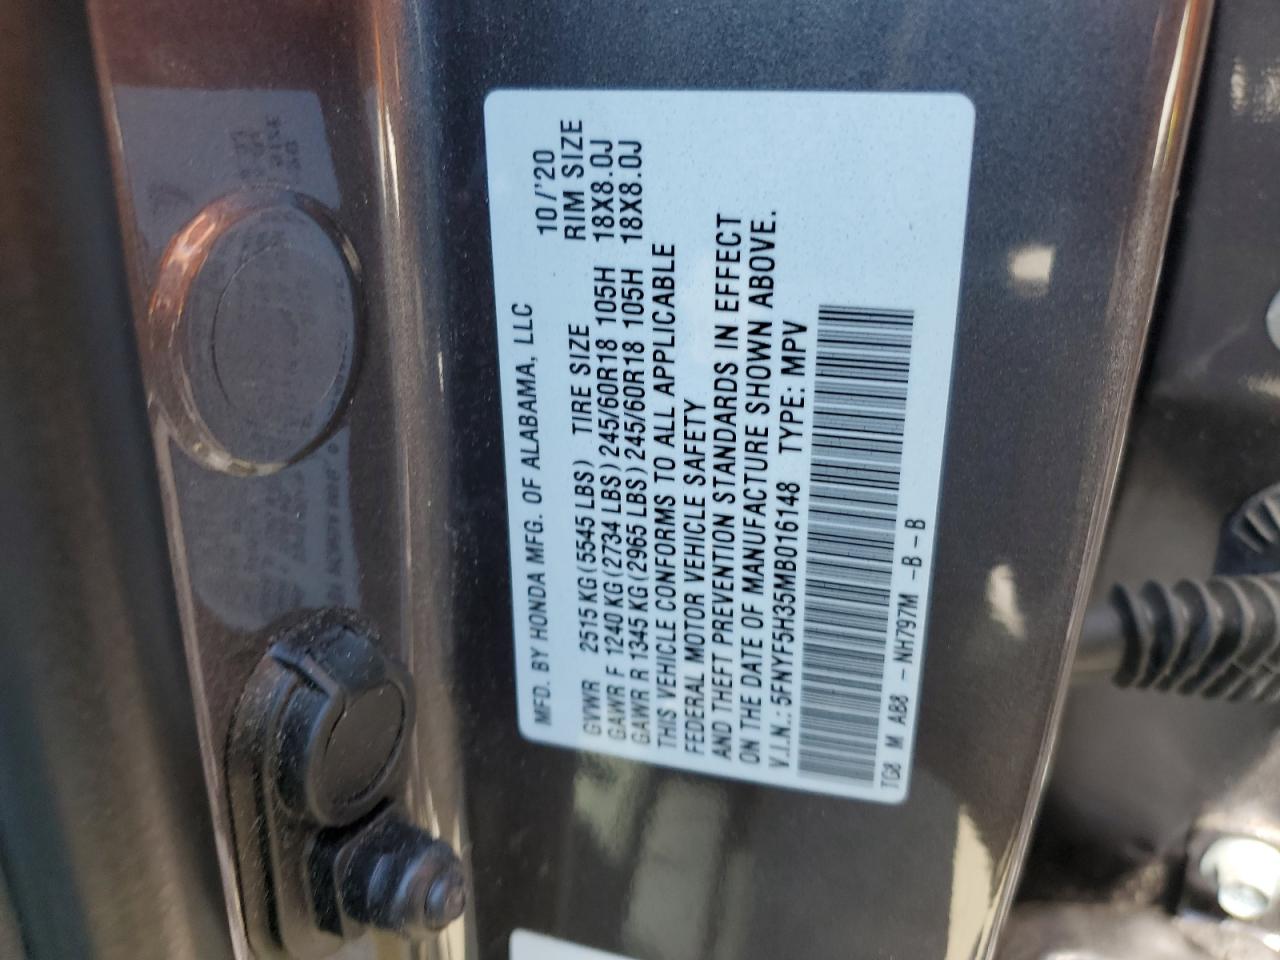 MFD. BY HONDA MFG. OF ALABAMA, LLC 10/'20
GVWR 2515 KG (5545 LBS) TIRE SIZE RIM SIZE
GAWR F 1240 KG (2734 LBS) 245/60R18 105H 18X8.0J
GAWR R 1345 KG (2965 LBS) 245/60R18 105H 18X8.0J
THIS VEHICLE CONFORMS TO ALL APPLICABLE
FEDERAL MOTOR VEHICLE SAFETY
AND THEFT PREVENTION STANDARDS IN EFFECT
ON THE DATE OF MANUFACTURE SHOWN ABOVE.
V.I.N.: 5FNYF5H35MB016148 TYPE: MPV
TG8 M AB8 - NH797M -B -B